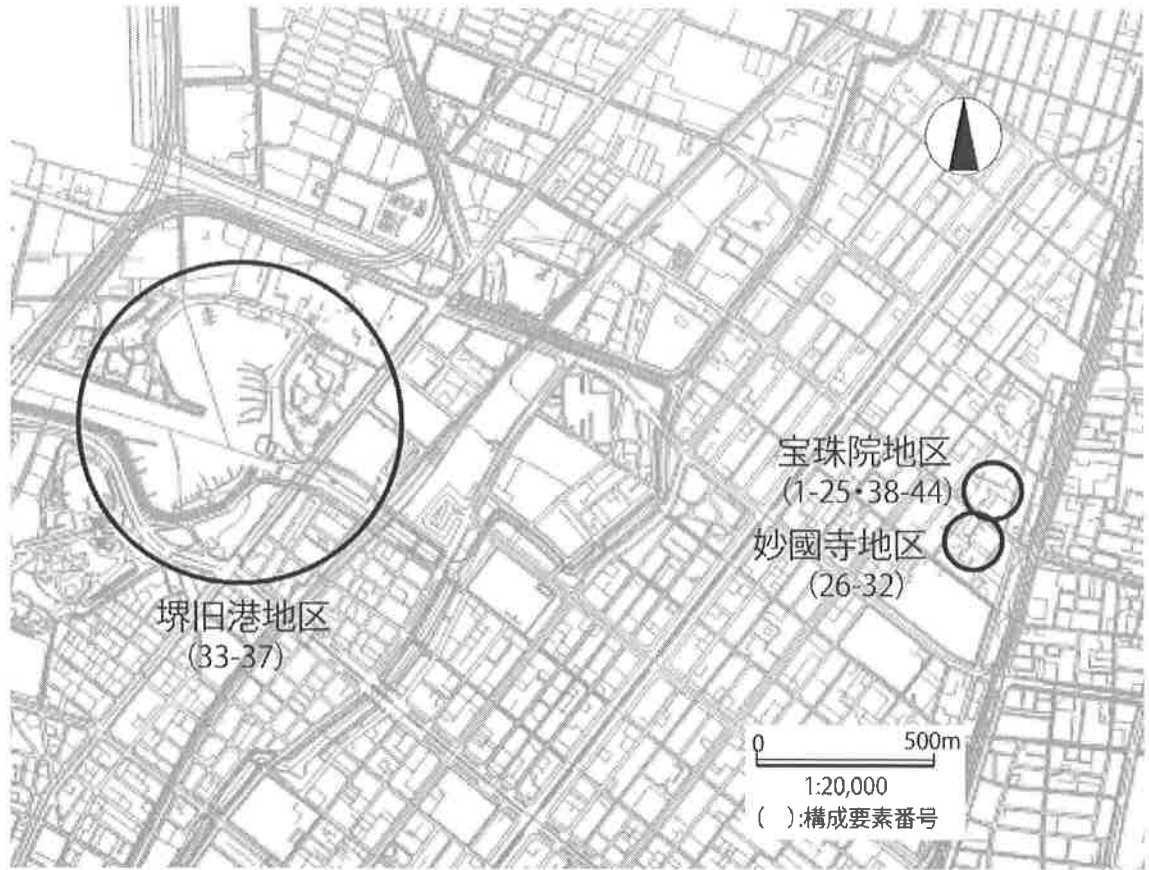 宝珠院地区
(1-25・38-44)
妙國寺地区
(26-32)
堺旧港地区
(33-37)
0 500m
1:20,000
( ):構成要素番号